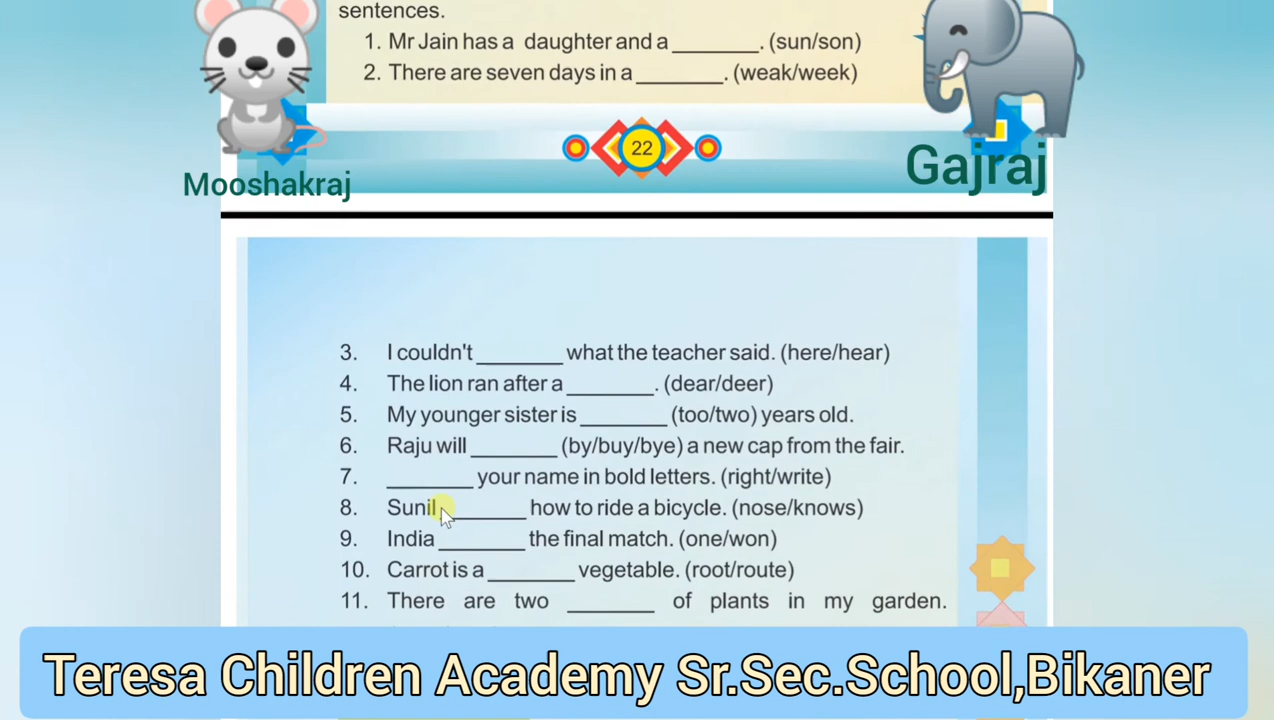 sentences.
1. Mr Jain has a daughter and a ________. (sun/son)
2. There are seven days in a ________. (weak/week)
22
Mooshakraj
Gajraj
3. I couldn't ________ what the teacher said. (here/hear)
4. The lion ran after a ________. (dear/deer)
5. My younger sister is ________ (too/two) years old.
6. Raju will ________ (by/buy/bye) a new cap from the fair.
7. ________ your name in bold letters. (right/write)
8. Sunil ________ how to ride a bicycle. (nose/knows)
9. India ________ the final match. (one/won)
10. Carrot is a ________ vegetable. (root/route)
11. There are two ________ of plants in my garden.
Teresa Children Academy Sr.Sec.School,Bikaner